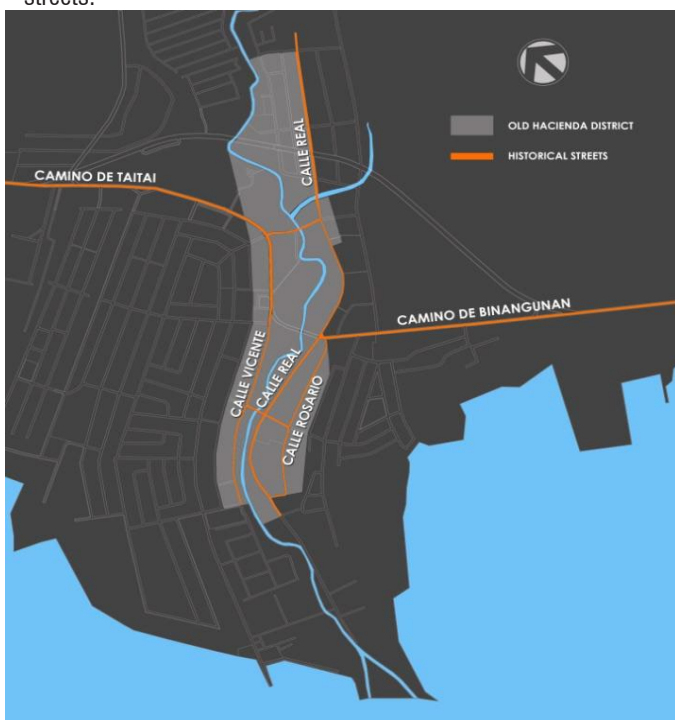 streets.
OLD HACIENDA DISTRICT
HISTORICAL STREETS
CALLE REAL
CAMINO DE TAITAI
CAMINO DE BINANGUNAN
CALLE VICENTE
CALLE REAL
CALLE ROSARIO